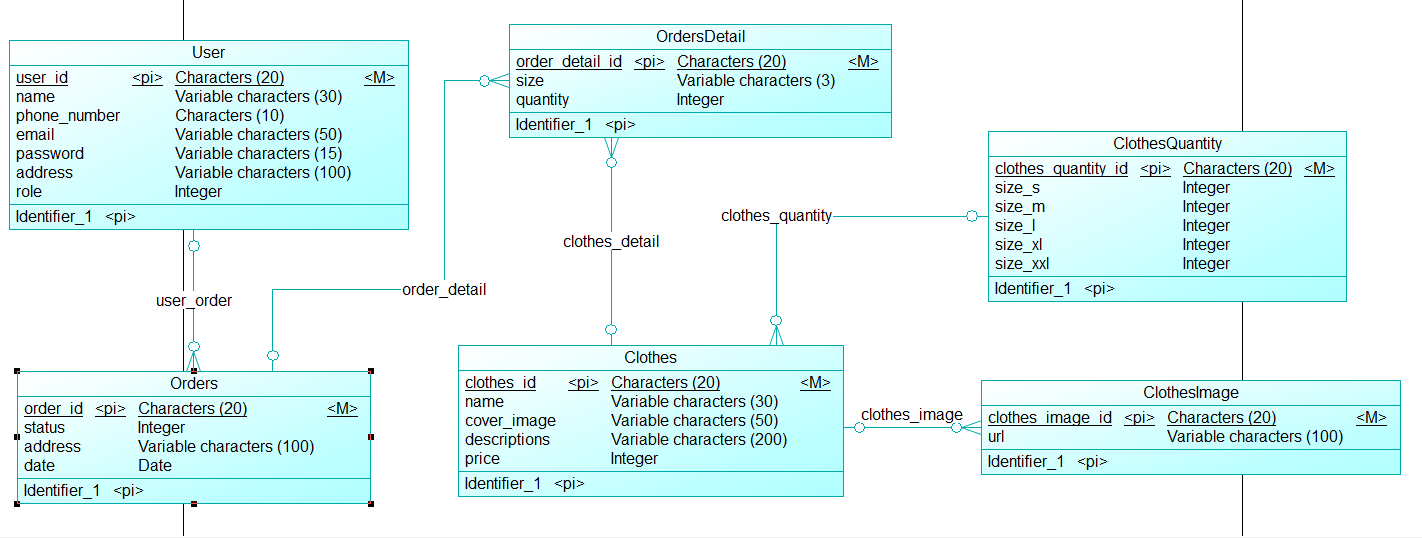 User
user_id <pi> Characters (20) <M>
name Variable characters (30)
phone_number Characters (10)
email Variable characters (50)
password Variable characters (15)
address Variable characters (100)
role Integer
Identifier_1 <pi>
OrdersDetail
order_detail_id <pi> Characters (20) <M>
size Variable characters (3)
quantity Integer
Identifier_1 <pi>
ClothesQuantity
clothes_quantity_id <pi> Characters (20) <M>
size_s Integer
size_m Integer
size_l Integer
size_xl Integer
size_xxl Integer
Identifier_1 <pi>
clothes_quantity
clothes_detail
order_detail
user_order
Orders
order_id <pi> Characters (20) <M>
status Integer
address Variable characters (100)
date Date
Identifier_1 <pi>
Clothes
clothes_id <pi> Characters (20) <M>
name Variable characters (30)
cover_image Variable characters (50)
descriptions Variable characters (200)
price Integer
Identifier_1 <pi>
clothes_image
ClothesImage
clothes_image_id <pi> Characters (20) <M>
url Variable characters (100)
Identifier_1 <pi>